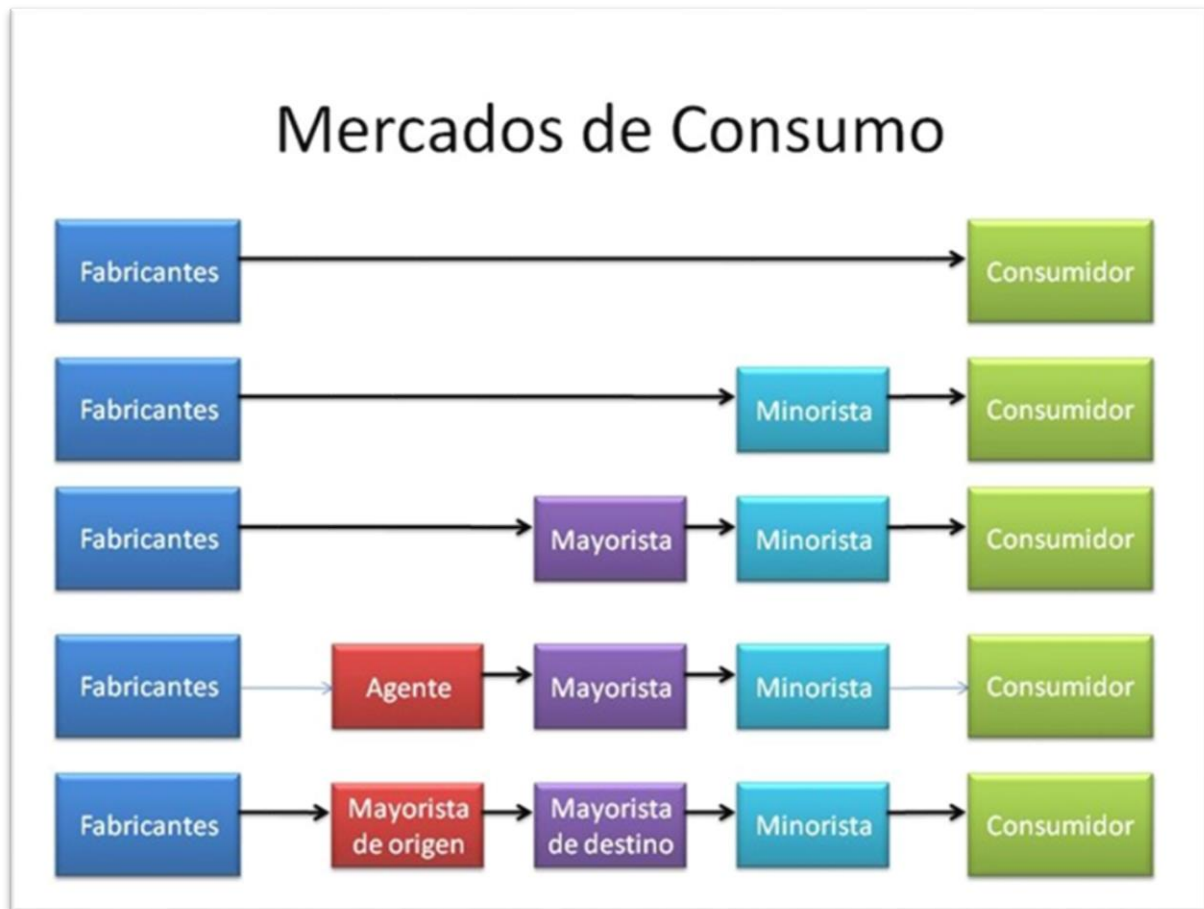 Mercados de Consumo
Fabricantes
Consumidor
Fabricantes
Minorista
Consumidor
Fabricantes
Mayorista
Minorista
Consumidor
Fabricantes
Agente
Mayorista
Minorista
Consumidor
Fabricantes
Mayorista
de origen
Mayorista
de destino
Minorista
Consumidor